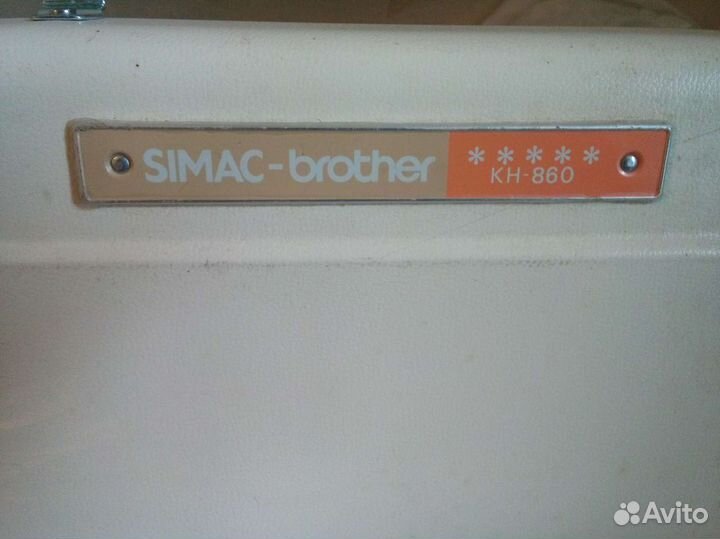 SIMAC-brother
*****
KH-860
Avito